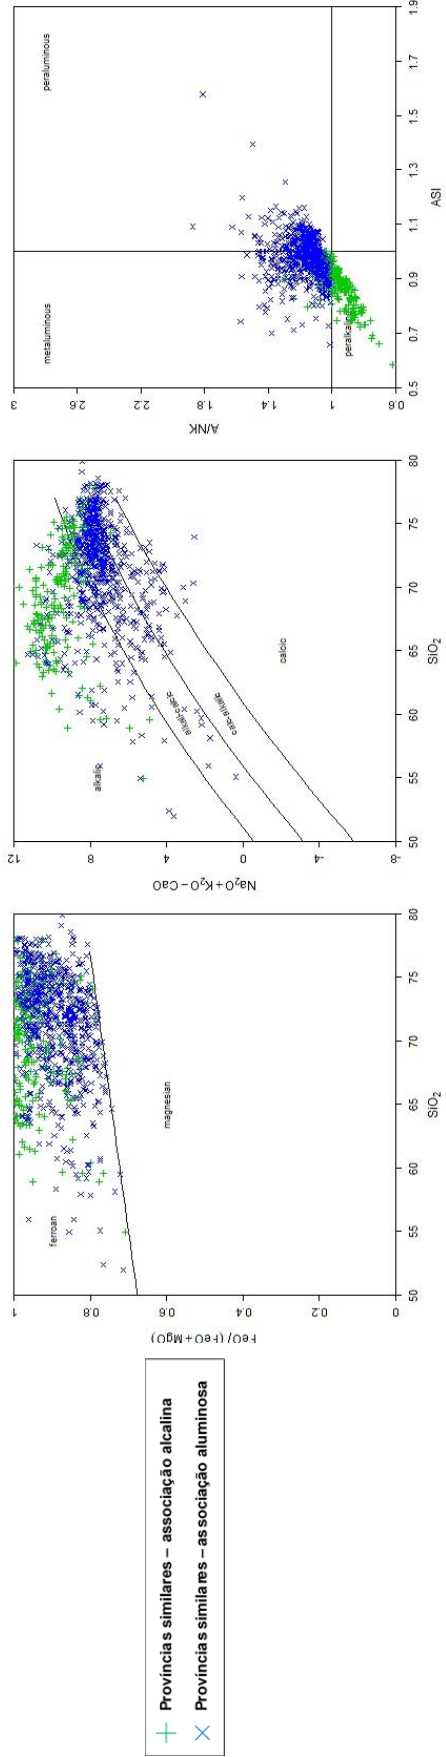 Províncias similares – associação alcalina
Províncias similares – associação aluminosa
FeO/(FeO+MgO)
1
0.8
0.6
0.4
0.2
0
ferroan
magnesian
50
55
60
65
70
75
80
SiO2
Na2O+K2O−CaO
12
8
4
0
-4
-8
alkalic
alkali-calcic
calc-alkalic
calcic
50
55
60
65
70
75
80
SiO2
A/NK
3
2.6
2.2
1.8
1.4
1
0.6
metaluminous
peraluminous
peralkaline
0.5
0.7
0.9
1.1
1.3
1.5
1.7
1.9
ASI